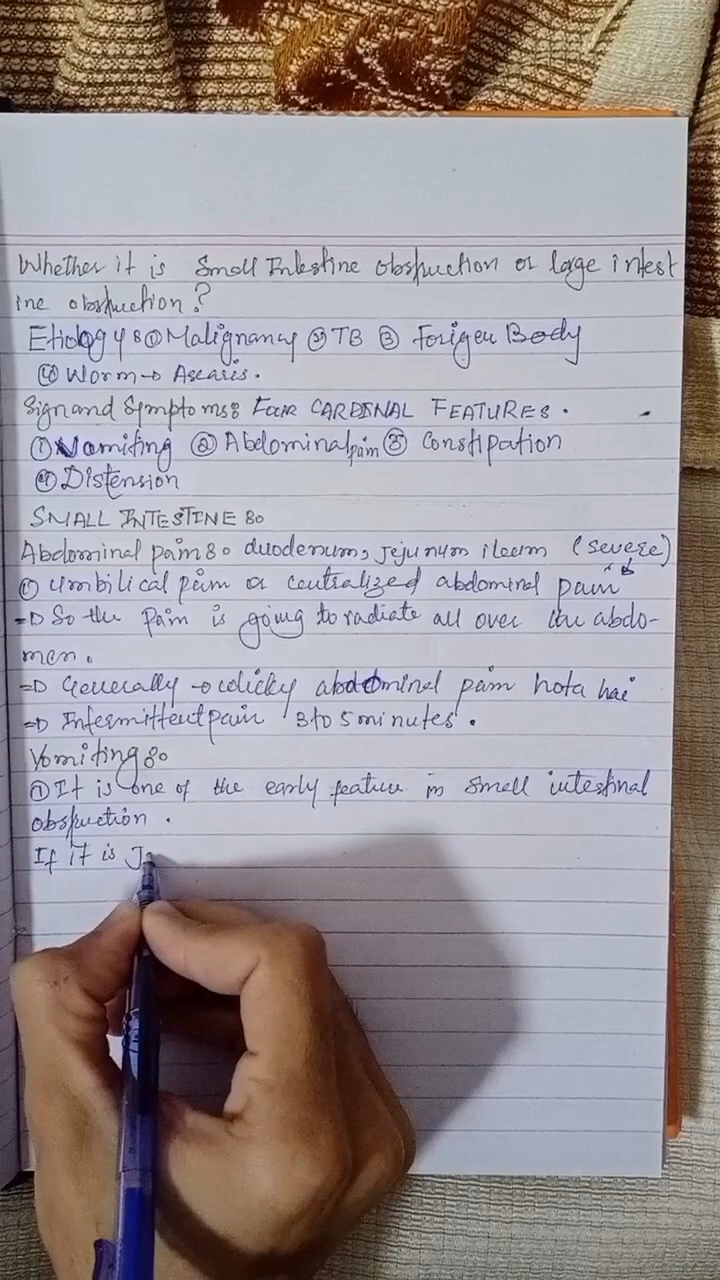 Whether it is Small Intestine obstruction or large intest
ine obstruction?
Etiology :- ① Malignancy ② TB ③ Forigen Body
④ Worm → Ascaris.
Sign and Symptoms: FOUR CARDINAL FEATURES.
① Vomiting ② Abdominal pain ③ Constipation
④ Distension
SMALL INTESTINE :-
Abdominal pain :- duodenum, jejunum ileum (severe)
① Umbilical pain or centralized abdominal pain
⇒ So the pain is going to radiate all over the abdo-
men.
⇒ Generally → colicky abdominal pain hota hai
⇒ Intermittent pain 3 to 5 minutes.
Vomiting :-
① It is one of the early feature in small intestinal
obstruction.
If it is J